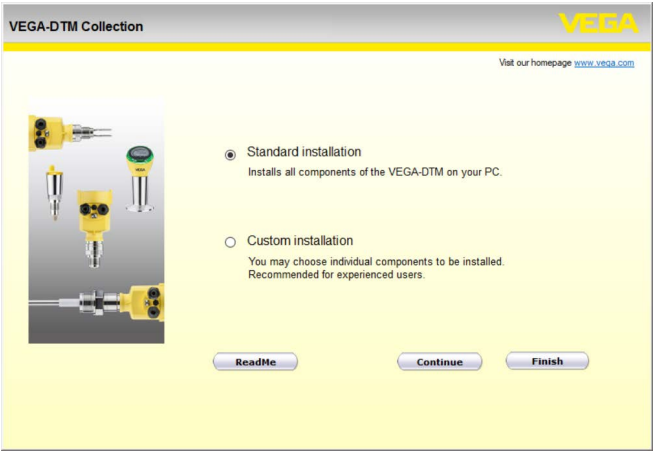 VEGA-DTM Collection
VEGA
Visit our homepage www.vega.com
Standard installation
Installs all components of the VEGA-DTM on your PC.
Custom installation
You may choose individual components to be installed.
Recommended for experienced users.
ReadMe
Continue
Finish